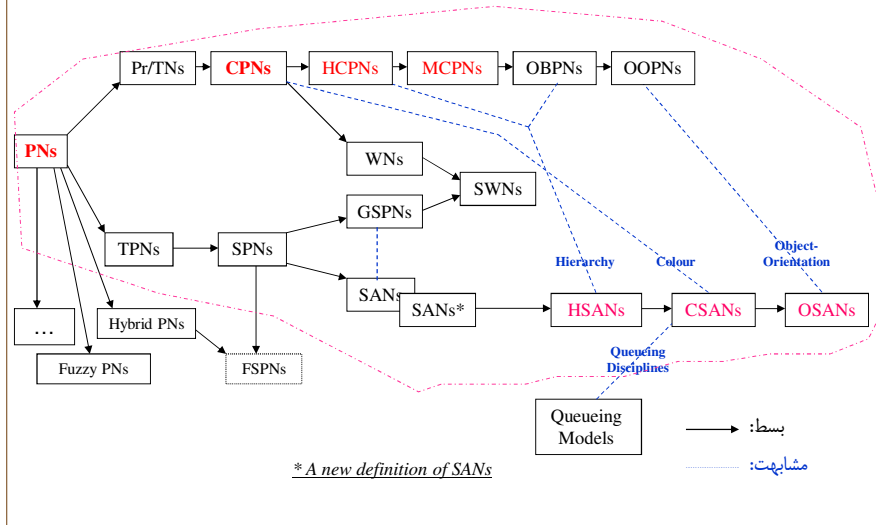 Pr/TNs
CPNs
HCPNs
MCPNs
OBPNs
OOPNs
PNs
WNs
SWNs
GSPNs
TPNs
SPNs
Object-
Orientation
Hierarchy
Colour
SANs
SANs*
HSANs
CSANs
OSANs
...
Hybrid PNs
Fuzzy PNs
FSPNs
Queueing
Disciplines
Queueing
Models
بسط:
مشابهت:
* A new definition of SANs